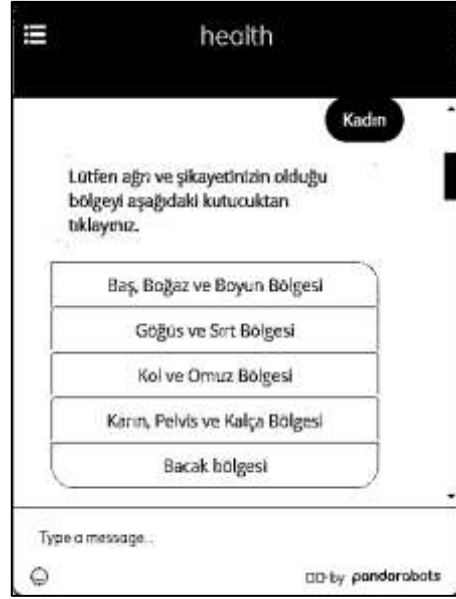 health
Kadın
Lütfen ağrı ve şikayetinizin olduğu
bölgeyi aşağıdaki kutucuktan
tıklayınız.
Baş, Boğaz ve Boyun Bölgesi
Göğüs ve Sırt Bölgesi
Kol ve Omuz Bölgesi
Karın, Pelvis ve Kalça Bölgesi
Bacak bölgesi
Type a message..
by pandorabots